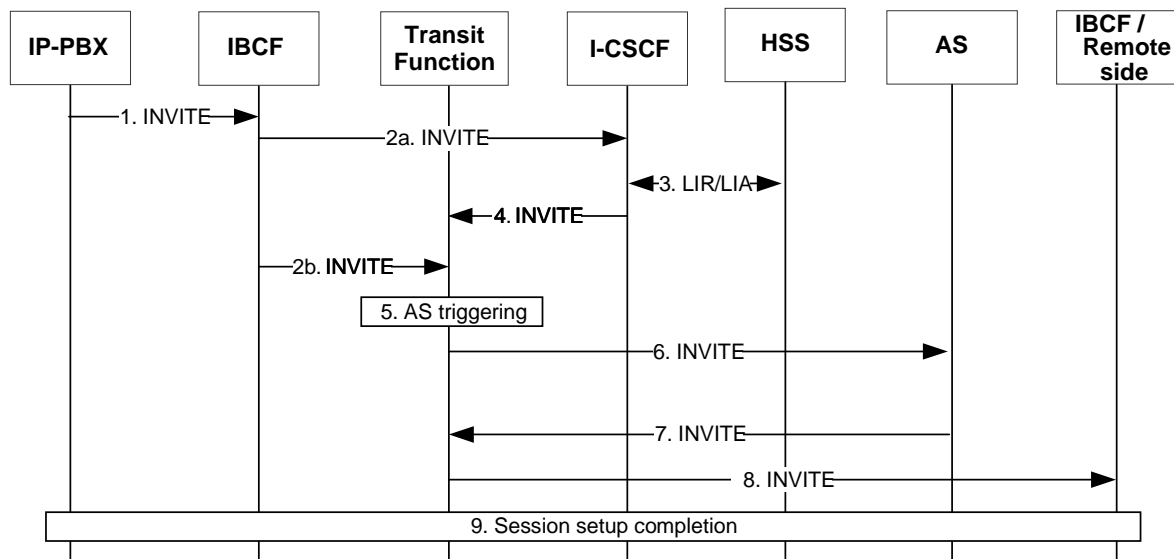 IP-PBX
IBCF
Transit
Function
I-CSCF
HSS
AS
IBCF /
Remote
side
1. INVITE
2a. INVITE
3. LIR/LIA
4. INVITE
2b. INVITE
5. AS triggering
6. INVITE
7. INVITE
8. INVITE
9. Session setup completion